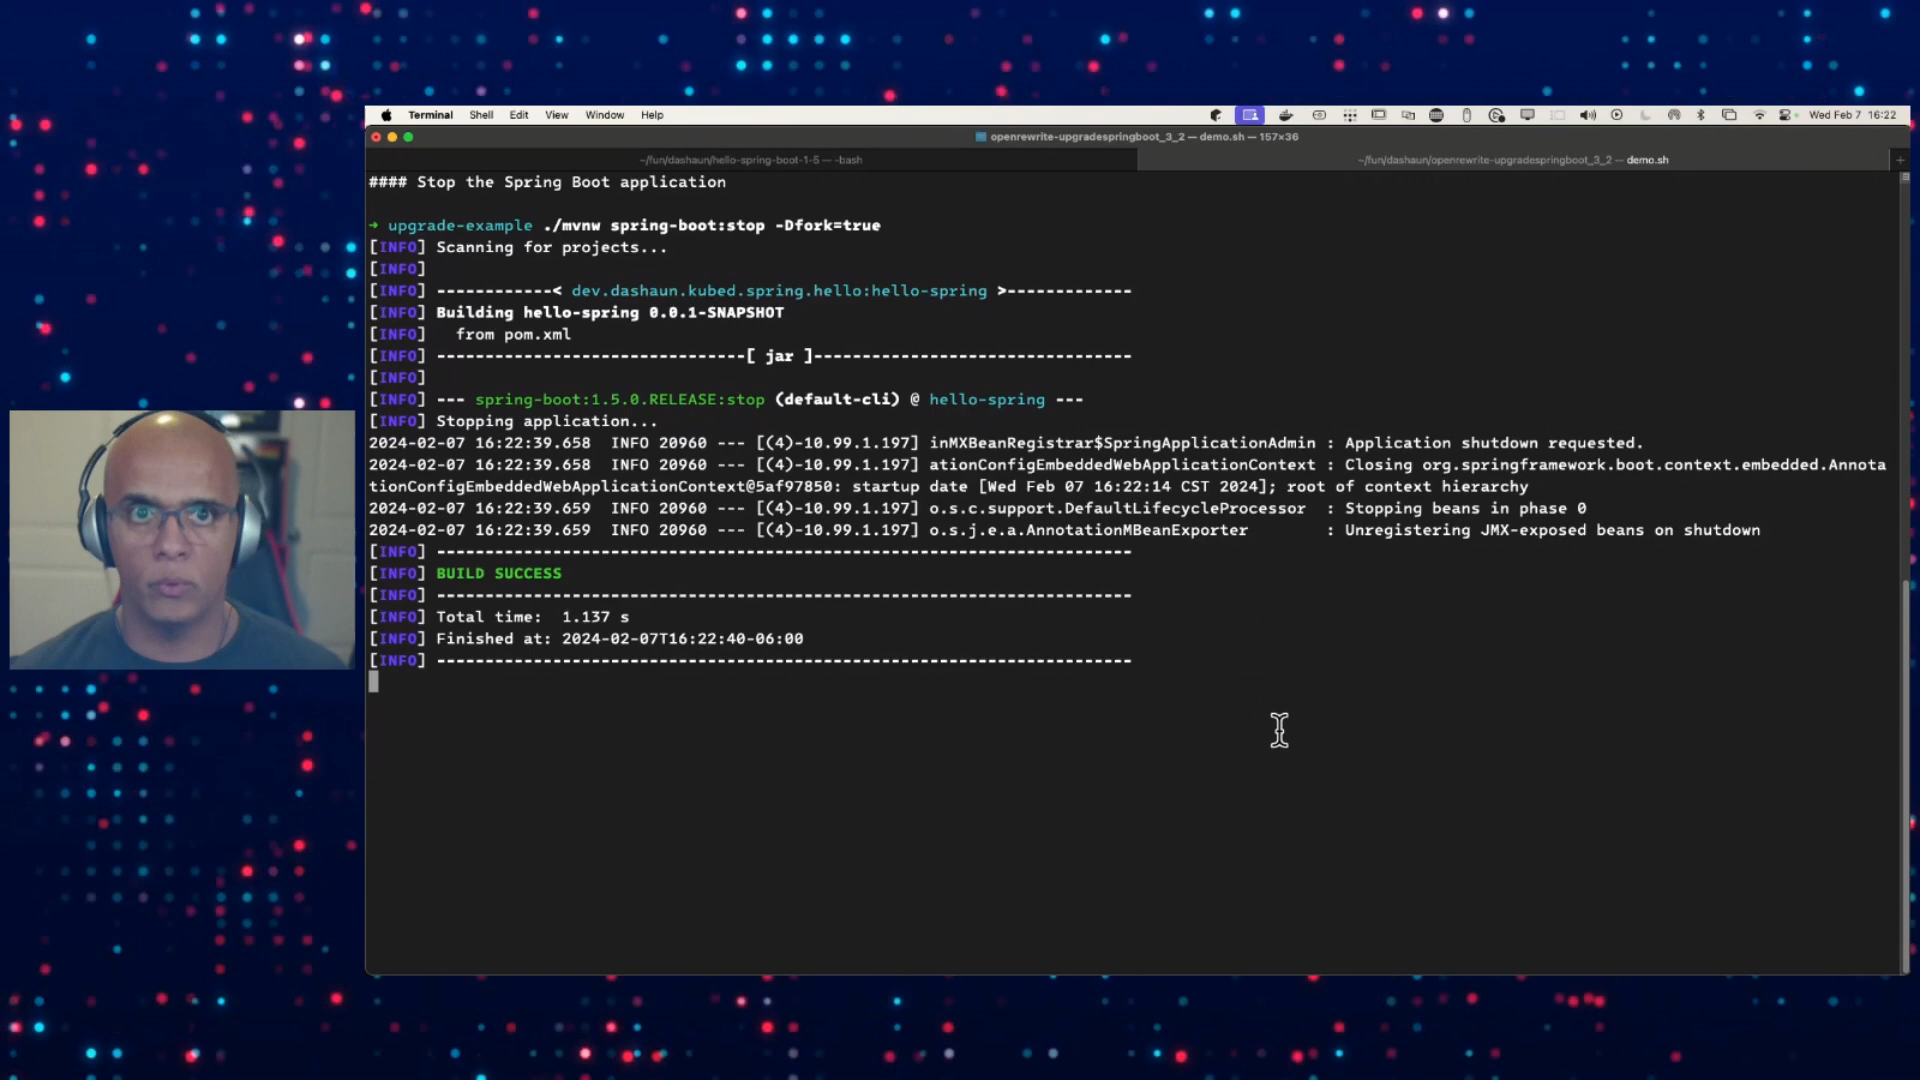 Terminal Shell Edit View Window Help Wed Feb 7 16:22
openrewrite-upgradespringboot_3_2 — demo.sh — 157×36
~/fun/dashaun/hello-spring-boot-1-5 — -bash
~/fun/dashaun/openrewrite-upgradespringboot_3_2 — demo.sh
#### Stop the Spring Boot application
➜ upgrade-example ./mvnw spring-boot:stop -Dfork=true
[INFO] Scanning for projects...
[INFO]
[INFO] ------------< dev.dashaun.kubed.spring.hello:hello-spring >-------------
[INFO] Building hello-spring 0.0.1-SNAPSHOT
[INFO]   from pom.xml
[INFO] --------------------------------[ jar ]---------------------------------
[INFO]
[INFO] --- spring-boot:1.5.0.RELEASE:stop (default-cli) @ hello-spring ---
[INFO] Stopping application...
2024-02-07 16:22:39.658  INFO 20960 --- [(4)-10.99.1.197] inMXBeanRegistrar$SpringApplicationAdmin : Application shutdown requested.
2024-02-07 16:22:39.658  INFO 20960 --- [(4)-10.99.1.197] ationConfigEmbeddedWebApplicationContext : Closing org.springframework.boot.context.embedded.Annota
tionConfigEmbeddedWebApplicationContext@5af97850: startup date [Wed Feb 07 16:22:14 CST 2024]; root of context hierarchy
2024-02-07 16:22:39.659  INFO 20960 --- [(4)-10.99.1.197] o.s.c.support.DefaultLifecycleProcessor  : Stopping beans in phase 0
2024-02-07 16:22:39.659  INFO 20960 --- [(4)-10.99.1.197] o.s.j.e.a.AnnotationMBeanExporter        : Unregistering JMX-exposed beans on shutdown
[INFO] ------------------------------------------------------------------------
[INFO] BUILD SUCCESS
[INFO] ------------------------------------------------------------------------
[INFO] Total time:  1.137 s
[INFO] Finished at: 2024-02-07T16:22:40-06:00
[INFO] ------------------------------------------------------------------------